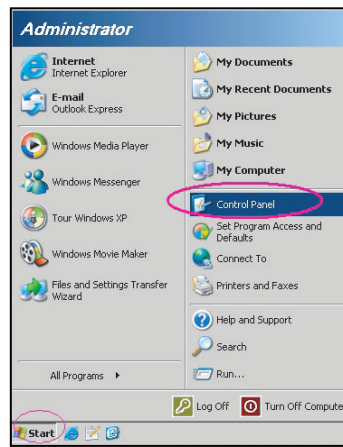 Administrator
Internet
Internet Explorer
E-mail
Outlook Express
Windows Media Player
Windows Messenger
Tour Windows XP
Windows Movie Maker
Files and Settings Transfer
Wizard
All Programs
My Documents
My Recent Documents
My Pictures
My Music
My Computer
Control Panel
Set Program Access and
Defaults
Connect To
Printers and Faxes
Help and Support
Search
Run...
Log Off
Turn Off Compute
Start